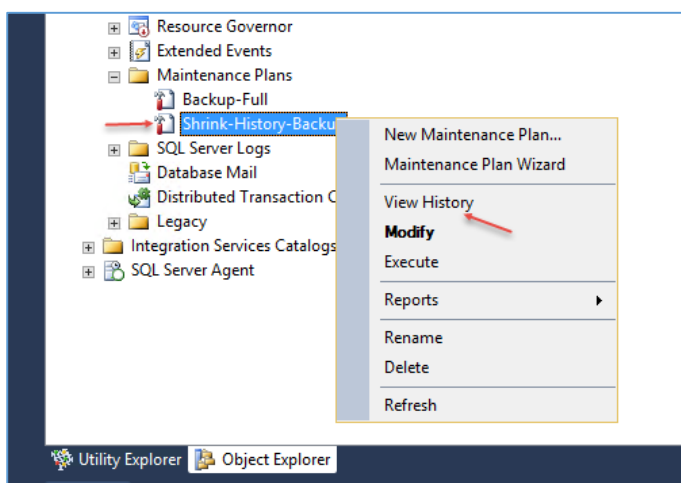 Resource Governor
Extended Events
Maintenance Plans
Backup-Full
Shrink-History-Backu
SQL Server Logs
Database Mail
Distributed Transaction C
Legacy
Integration Services Catalogs
SQL Server Agent
New Maintenance Plan...
Maintenance Plan Wizard
View History
Modify
Execute
Reports
Rename
Delete
Refresh
Utility Explorer Object Explorer